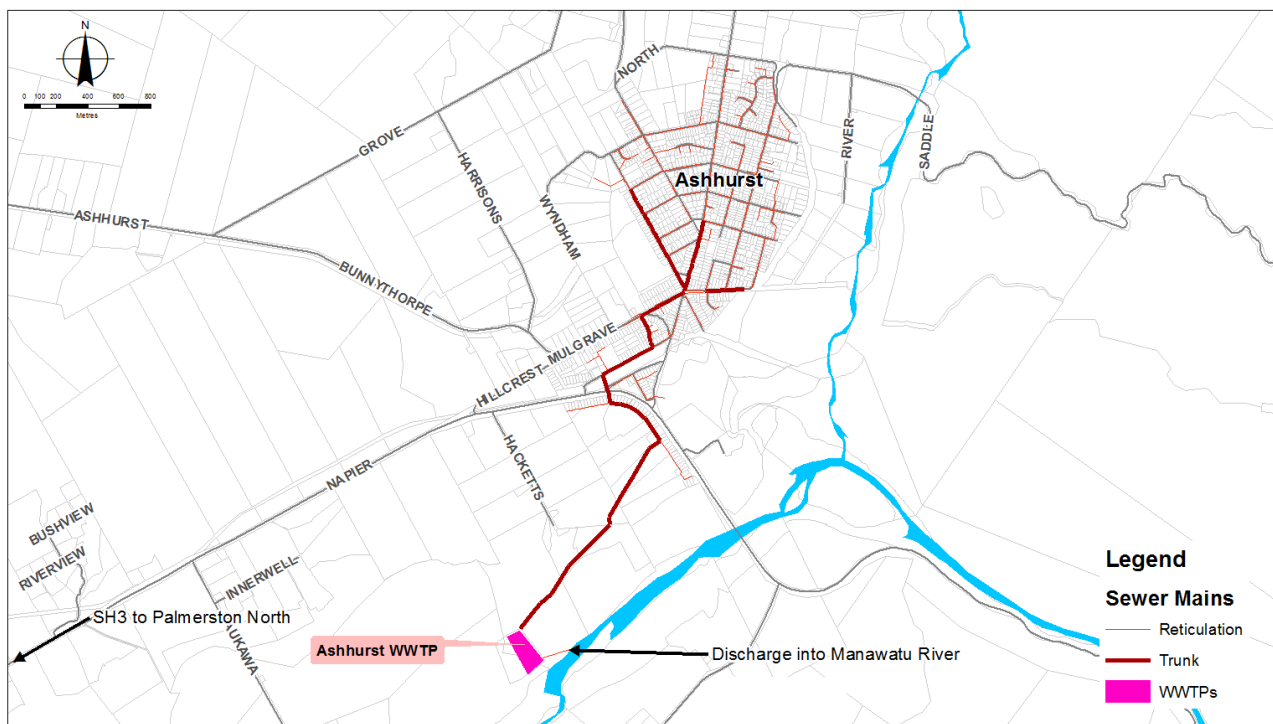 N
0 100 200 400 600 800
Metres
NORTH
GROVE
HARRISONS
WYNDHAM
RIVER
SADDLE
Ashhurst
ASHHURST
BUNNYTHORPE
HILLCREST MULGRAVE
HACKETTS
NAPIER
BUSHVIEW
RIVERVIEW
INNERWELL
AUKAWA
SH3 to Palmerston North
Ashhurst WWTP
Discharge into Manawatu River
Legend
Sewer Mains
Reticulation
Trunk
WWTPs